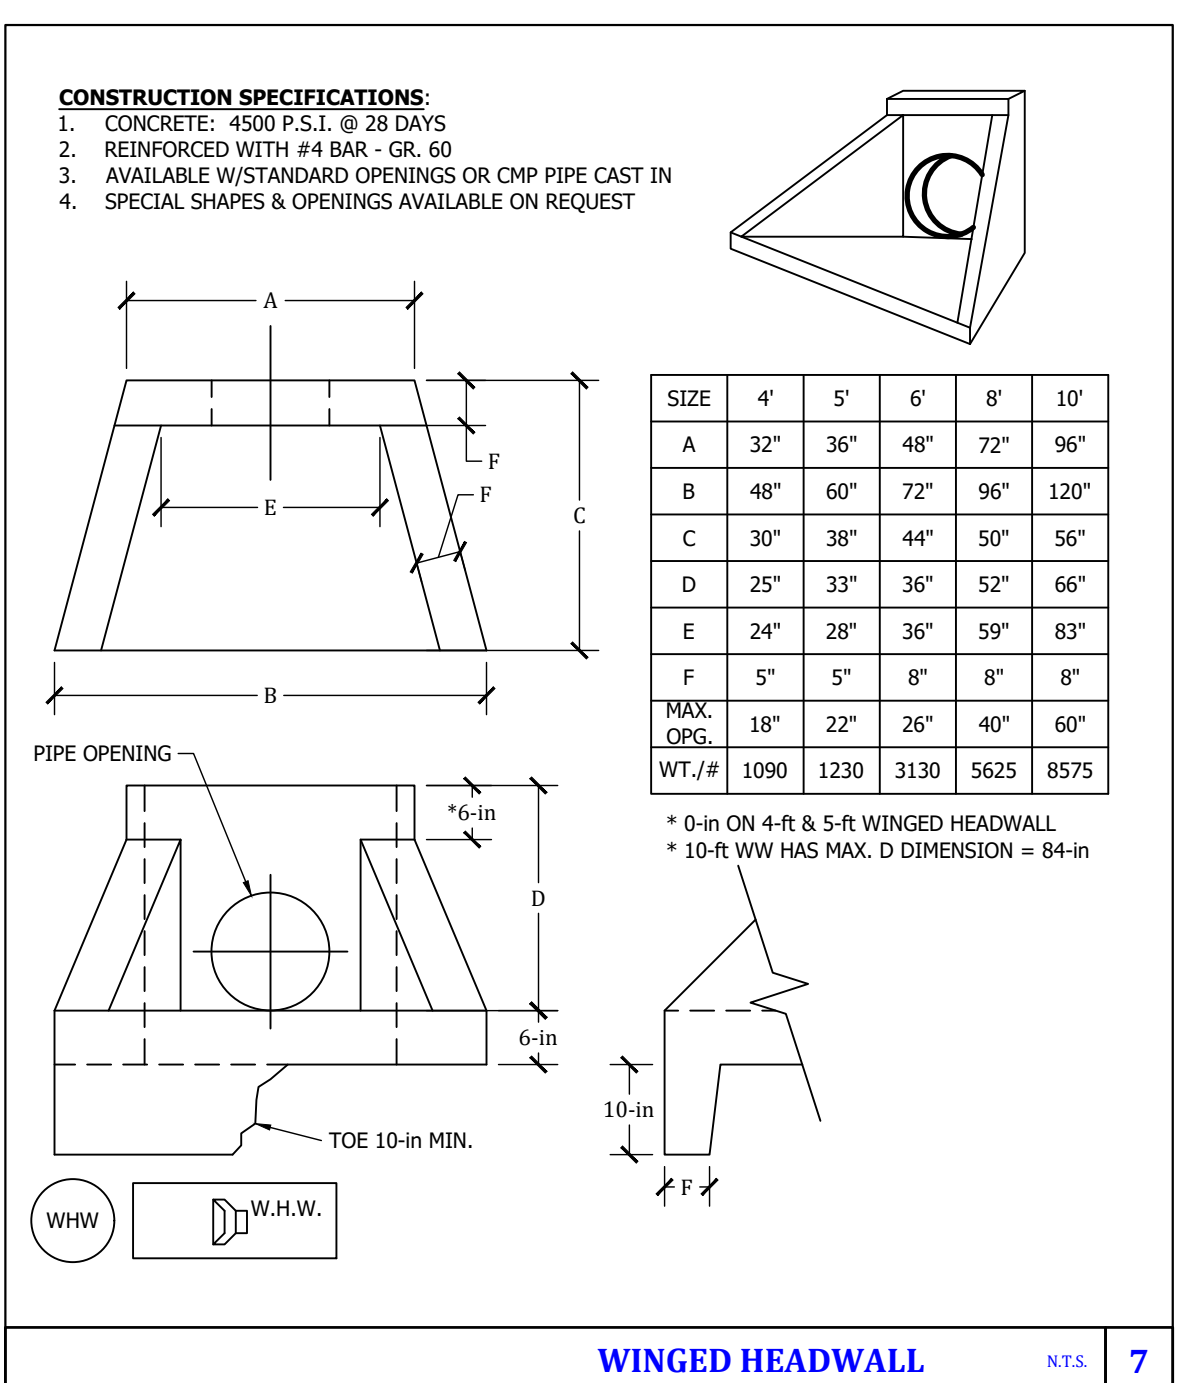 CONSTRUCTION SPECIFICATIONS:
1. CONCRETE: 4500 P.S.I. @ 28 DAYS
2. REINFORCED WITH #4 BAR - GR. 60
3. AVAILABLE W/STANDARD OPENINGS OR CMP PIPE CAST IN
4. SPECIAL SHAPES & OPENINGS AVAILABLE ON REQUEST
A
F
F
E
C
B
SIZE 4' 5' 6' 8' 10'
A 32" 36" 48" 72" 96"
B 48" 60" 72" 96" 120"
C 30" 38" 44" 50" 56"
D 25" 33" 36" 52" 66"
E 24" 28" 36" 59" 83"
F 5" 5" 8" 8" 8"
MAX.
OPG. 18" 22" 26" 40" 60"
WT./# 1090 1230 3130 5625 8575
* 0-in ON 4-ft & 5-ft WINGED HEADWALL
* 10-ft WW HAS MAX. D DIMENSION = 84-in
PIPE OPENING
*6-in
D
6-in
TOE 10-in MIN.
10-in
F
WHW
W.H.W.
WINGED HEADWALL
N.T.S.
7